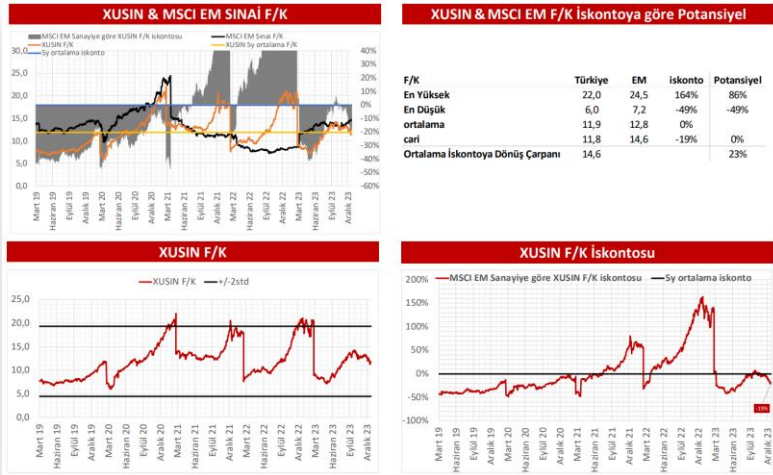 XUSIN & MSCI EM SINAİ F/K
MSCI EM Sanayiye göre XUSIN F/K iskontosu
MSCI EM Sınai F/K
XUSIN F/K
XUSIN 5y ortalama F/K
5y ortalama iskonto
30,0
25,0
20,0
15,0
10,0
5,0
0,0
40%
30%
20%
10%
0%
-10%
-20%
-30%
-40%
-50%
-60%
Mart 19
Haziran 19
Eylül 19
Aralık 19
Mart 20
Haziran 20
Eylül 20
Aralık 20
Mart 21
Haziran 21
Eylül 21
Aralık 21
Mart 22
Haziran 22
Eylül 22
Aralık 22
Mart 23
Haziran 23
Eylül 23
Aralık 23
XUSIN & MSCI EM F/K İskontoya göre Potansiyel
F/K Türkiye EM iskonto Potansiyel
En Yüksek 22,0 24,5 164% 86%
En Düşük 6,0 7,2 -49% -49%
ortalama 11,9 12,8 0%
cari 11,8 14,6 -19% 0%
Ortalama İskontoya Dönüş Çarpanı 14,6 23%
XUSIN F/K
XUSIN F/K
+/-2std
25,0
20,0
15,0
10,0
5,0
0,0
Mart 19
Haziran 19
Eylül 19
Aralık 19
Mart 20
Haziran 20
Eylül 20
Aralık 20
Mart 21
Haziran 21
Eylül 21
Aralık 21
Mart 22
Haziran 22
Eylül 22
Aralık 22
Mart 23
Haziran 23
Eylül 23
Aralık 23
XUSIN F/K İskontosu
MSCI EM Sanayiye göre XUSIN F/K iskontosu
5y ortalama iskonto
200%
150%
100%
50%
0%
-50%
-100%
-19%
Mart 19
Haziran 19
Eylül 19
Aralık 19
Mart 20
Haziran 20
Eylül 20
Aralık 20
Mart 21
Haziran 21
Eylül 21
Aralık 21
Mart 22
Haziran 22
Eylül 22
Aralık 22
Mart 23
Haziran 23
Eylül 23
Aralık 23